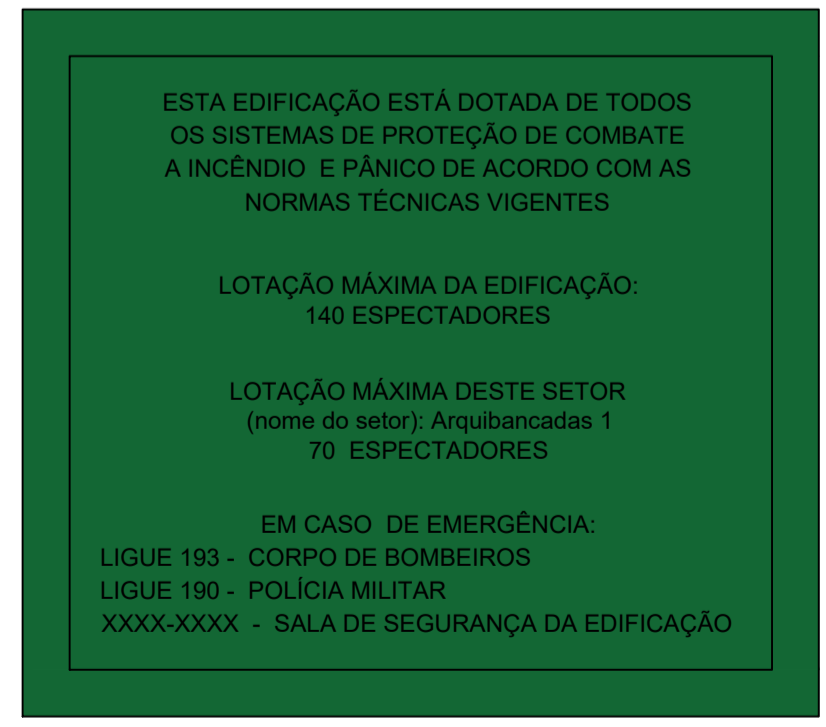 ESTA EDIFICAÇÃO ESTÁ DOTADA DE TODOS
OS SISTEMAS DE PROTEÇÃO DE COMBATE
A INCÊNDIO E PÂNICO DE ACORDO COM AS
NORMAS TÉCNICAS VIGENTES
LOTAÇÃO MÁXIMA DA EDIFICAÇÃO:
140 ESPECTADORES
LOTAÇÃO MÁXIMA DESTE SETOR
(nome do setor): Arquibancadas 1
70 ESPECTADORES
EM CASO DE EMERGÊNCIA:
LIGUE 193 - CORPO DE BOMBEIROS
LIGUE 190 - POLÍCIA MILITAR
XXXX-XXXX - SALA DE SEGURANÇA DA EDIFICAÇÃO